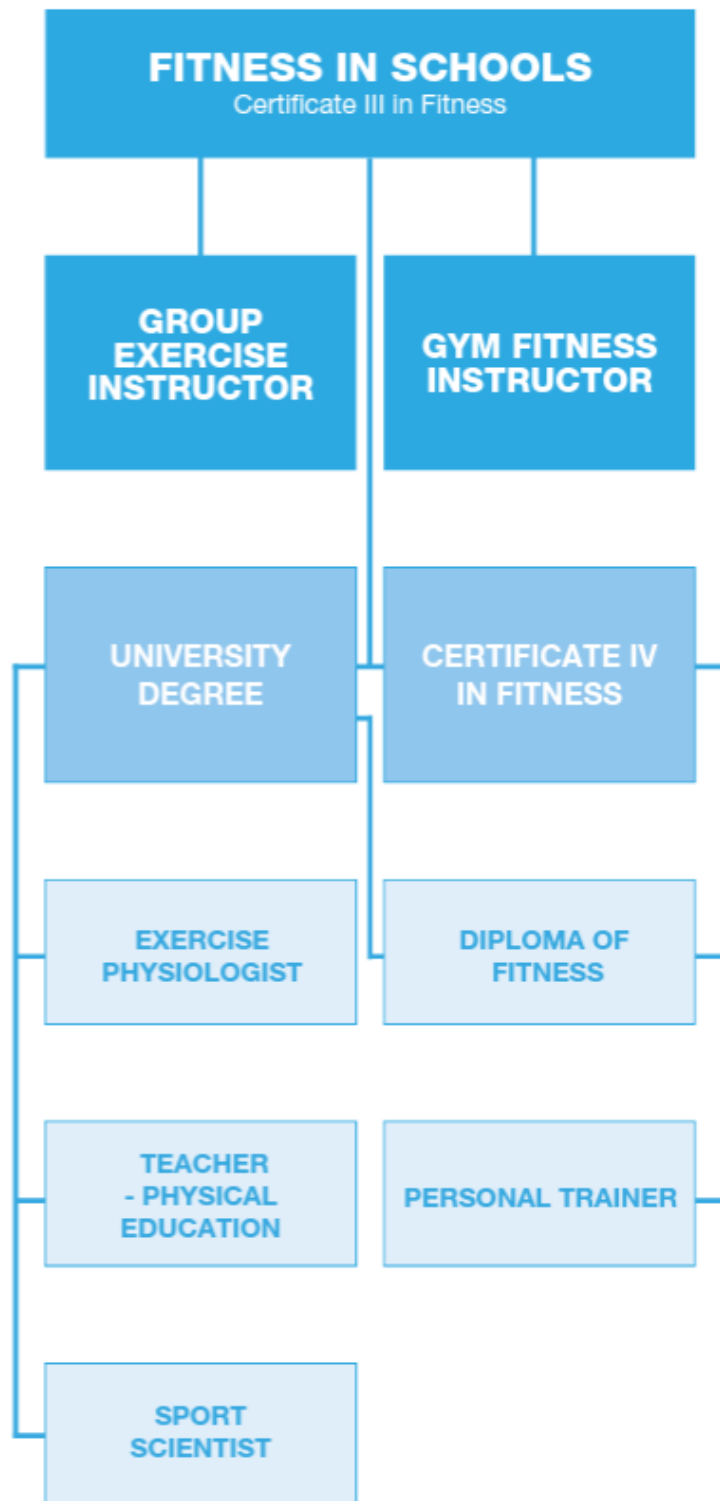 FITNESS IN SCHOOLS
Certificate III in Fitness
GROUP
EXERCISE
INSTRUCTOR
GYM FITNESS
INSTRUCTOR
UNIVERSITY
DEGREE
CERTIFICATE IV
IN FITNESS
EXERCISE
PHYSIOLOGIST
DIPLOMA OF
FITNESS
TEACHER
- PHYSICAL
EDUCATION
PERSONAL TRAINER
SPORT
SCIENTIST